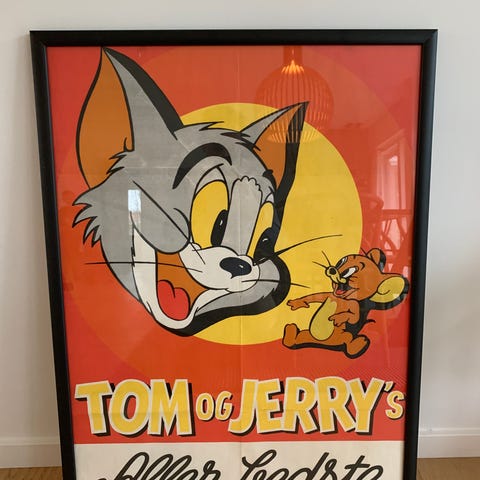 TOM OG JERRY's
Aller bedste